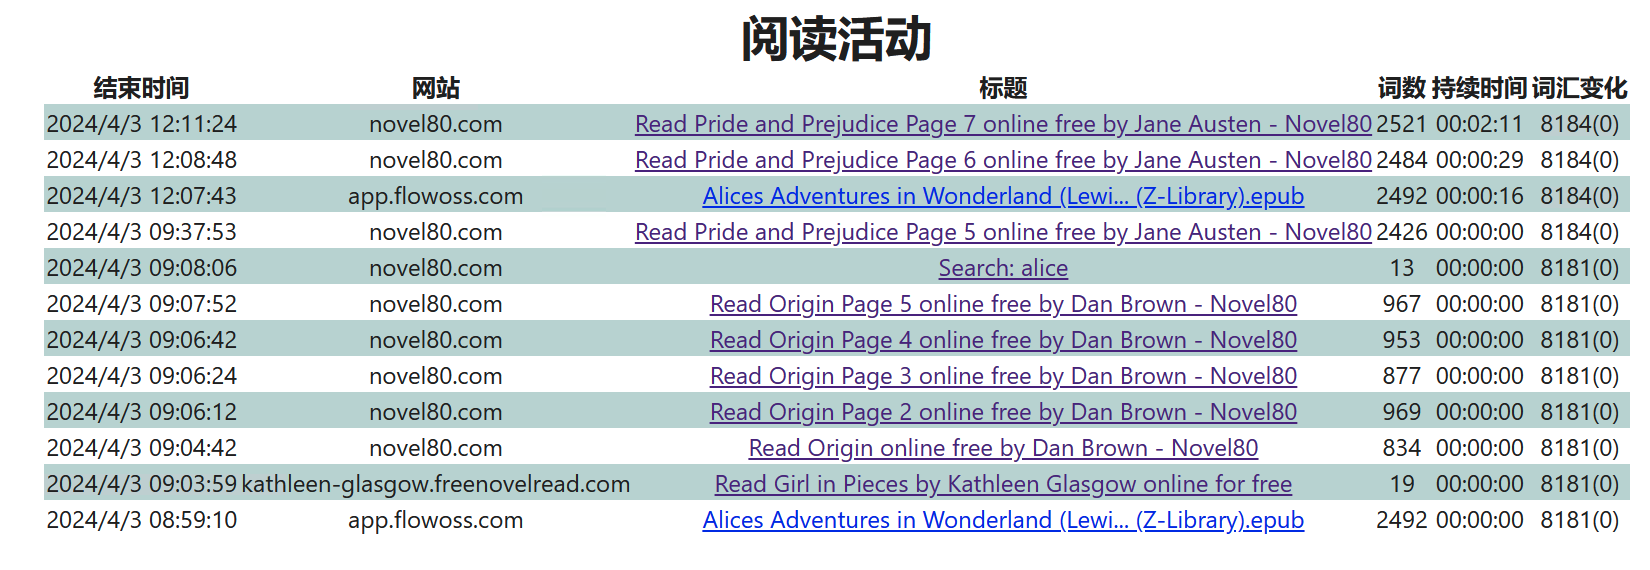 阅读活动
结束时间 网站 标题 词数 持续时间 词汇变化
2024/4/3 12:11:24 novel80.com Read Pride and Prejudice Page 7 online free by Jane Austen - Novel80 2521 00:02:11 8184(0)
2024/4/3 12:08:48 novel80.com Read Pride and Prejudice Page 6 online free by Jane Austen - Novel80 2484 00:00:29 8184(0)
2024/4/3 12:07:43 app.flowoss.com Alices Adventures in Wonderland (Lewi... (Z-Library).epub 2492 00:00:16 8184(0)
2024/4/3 09:37:53 novel80.com Read Pride and Prejudice Page 5 online free by Jane Austen - Novel80 2426 00:00:00 8184(0)
2024/4/3 09:08:06 novel80.com Search: alice 13 00:00:00 8181(0)
2024/4/3 09:07:52 novel80.com Read Origin Page 5 online free by Dan Brown - Novel80 967 00:00:00 8181(0)
2024/4/3 09:06:42 novel80.com Read Origin Page 4 online free by Dan Brown - Novel80 953 00:00:00 8181(0)
2024/4/3 09:06:24 novel80.com Read Origin Page 3 online free by Dan Brown - Novel80 877 00:00:00 8181(0)
2024/4/3 09:06:12 novel80.com Read Origin Page 2 online free by Dan Brown - Novel80 969 00:00:00 8181(0)
2024/4/3 09:04:42 novel80.com Read Origin online free by Dan Brown - Novel80 834 00:00:00 8181(0)
2024/4/3 09:03:59 kathleen-glasgow.freenovelread.com Read Girl in Pieces by Kathleen Glasgow online for free 19 00:00:00 8181(0)
2024/4/3 08:59:10 app.flowoss.com Alices Adventures in Wonderland (Lewi... (Z-Library).epub 2492 00:00:00 8181(0)